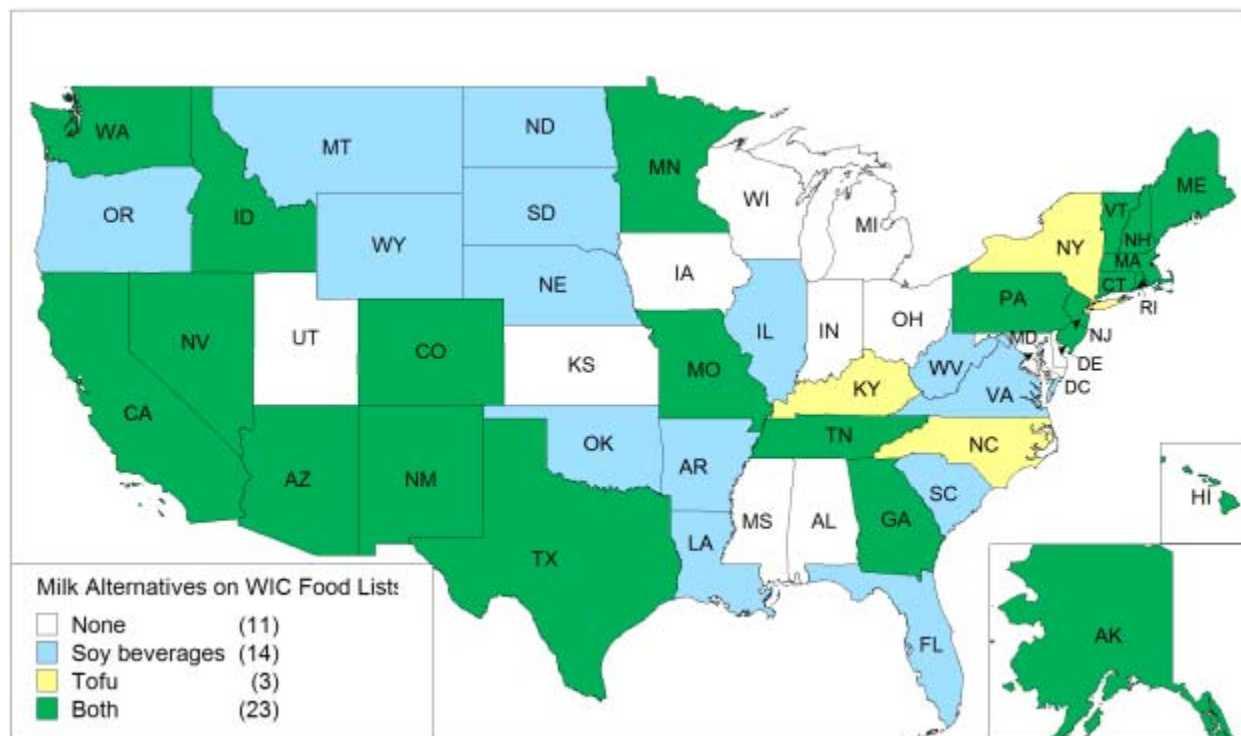 WA
MT
ND
MN
ME
OR
ID
SD
WI
VT
MI
NY
NH
WY
MA
IA
CT
NE
PA
RI
NV
UT
CO
IL
IN
OH
NJ
MD
KS
MO
WV
DE
KY
VA
DC
CA
TN
NC
OK
AR
AZ
NM
SC
HI
MS
AL
GA
LA
TX
FL
AK
Milk Alternatives on WIC Food Lists
None (11)
Soy beverages (14)
Tofu (3)
Both (23)